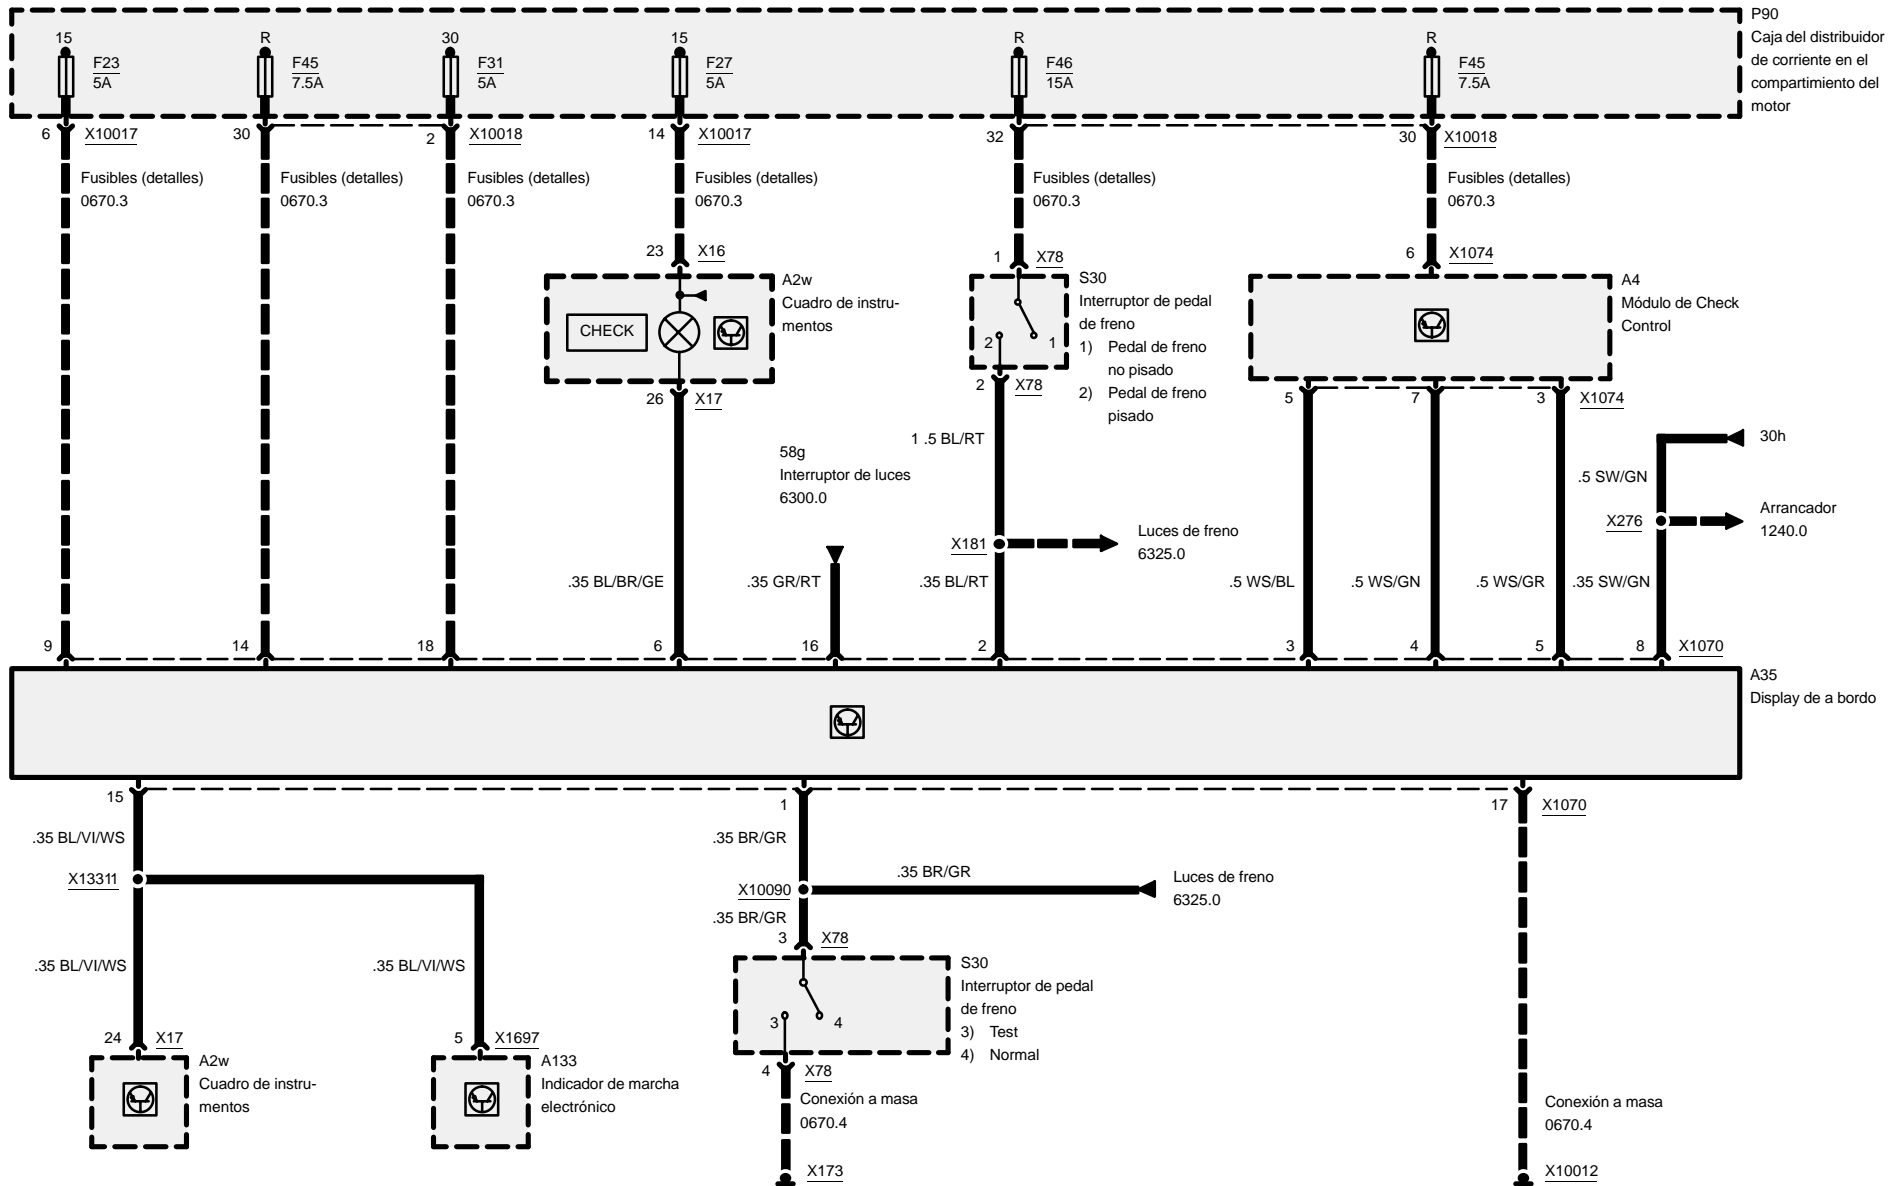 P90
Caja del distribuidor
de corriente en el
compartimiento del
motor
15
R
30
15
R
R
F23
5A
F45
7.5A
F31
5A
F27
5A
F46
15A
F45
7.5A
6
X10017
30
2
X10018
14
X10017
32
30
X10018
Fusibles (detalles)
0670.3
Fusibles (detalles)
0670.3
Fusibles (detalles)
0670.3
Fusibles (detalles)
0670.3
Fusibles (detalles)
0670.3
Fusibles (detalles)
0670.3
23
X16
1
X78
6
X1074
A2w
Cuadro de instru-
mentos
CHECK
S30
Interruptor de pedal
de freno
1) Pedal de freno
no pisado
2) Pedal de freno
pisado
2
1
A4
Módulo de Check
Control
26
X17
2
X78
5
7
3
X1074
1 .5 BL/RT
58g
Interruptor de luces
6300.0
30h
.5 SW/GN
X276
Arrancador
1240.0
X181
Luces de freno
6325.0
.35 BL/BR/GE
.35 GR/RT
.35 BL/RT
.5 WS/BL
.5 WS/GN
.5 WS/GR
.35 SW/GN
9
14
18
6
16
2
3
4
5
8
X1070
A35
Display de a bordo
15
1
17
X1070
.35 BL/VI/WS
.35 BR/GR
X13311
X10090
.35 BR/GR
Luces de freno
6325.0
.35 BR/GR
3
X78
.35 BL/VI/WS
.35 BL/VI/WS
S30
Interruptor de pedal
de freno
3) Test
4) Normal
3
4
24
X17
5
X1697
A2w
Cuadro de instru-
mentos
A133
Indicador de marcha
electrónico
4
X78
Conexión a masa
0670.4
Conexión a masa
0670.4
X173
X10012